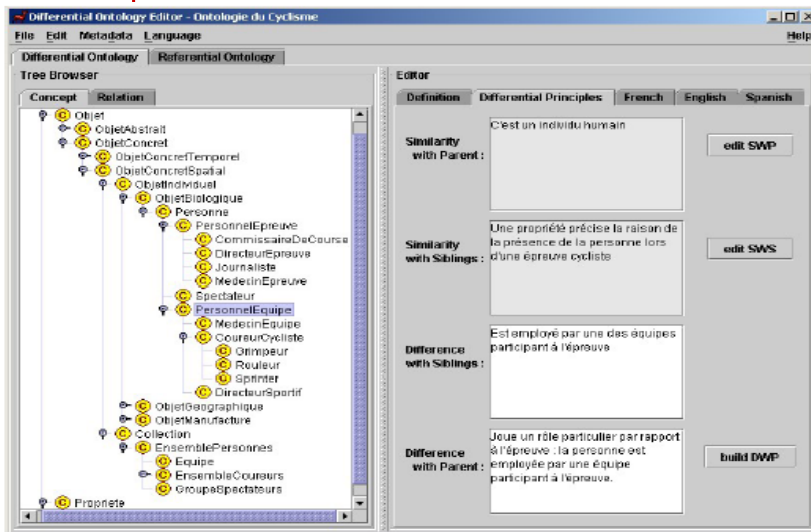 Differential Ontology Editor - Ontologie du Cyclisme
File Edit Metadata Language Help
Differential Ontology Referential Ontology
Tree Browser
Concept Relation
Objet
ObjetAbstrait
ObjetConcret
ObjetConcretTemporel
ObjetConcretSpatial
ObjetIndividuel
ObjetBiologique
Personne
PersonnelEpreuve
CommissaireDeCourse
DirecteurEpreuve
Journaliste
MedecinEpreuve
Spectateur
PersonnelEquipe
MedecinEquipe
CoureurCycliste
Grimpeur
Rouleur
Sprinter
DirecteurSportif
ObjetGeographique
ObjetManufacture
Collection
EnsemblePersonnes
Equipe
EnsembleCoureurs
GroupeSpectateurs
Propriete
Editor
Definition Differential Principles French English Spanish
Similarity
with Parent :
C'est un individu humain
edit SWP
Similarity
with Siblings :
Une propriété précise la raison de
la présence de la personne lors
d'une épreuve cycliste
edit SWS
Difference
with Siblings :
Est employé par une des équipes
participant à l'épreuve
Difference
with Parent :
Joue un rôle particulier par rapport
à l'épreuve : la personne est
employée par une équipe
participant à l'épreuve.
build DWP